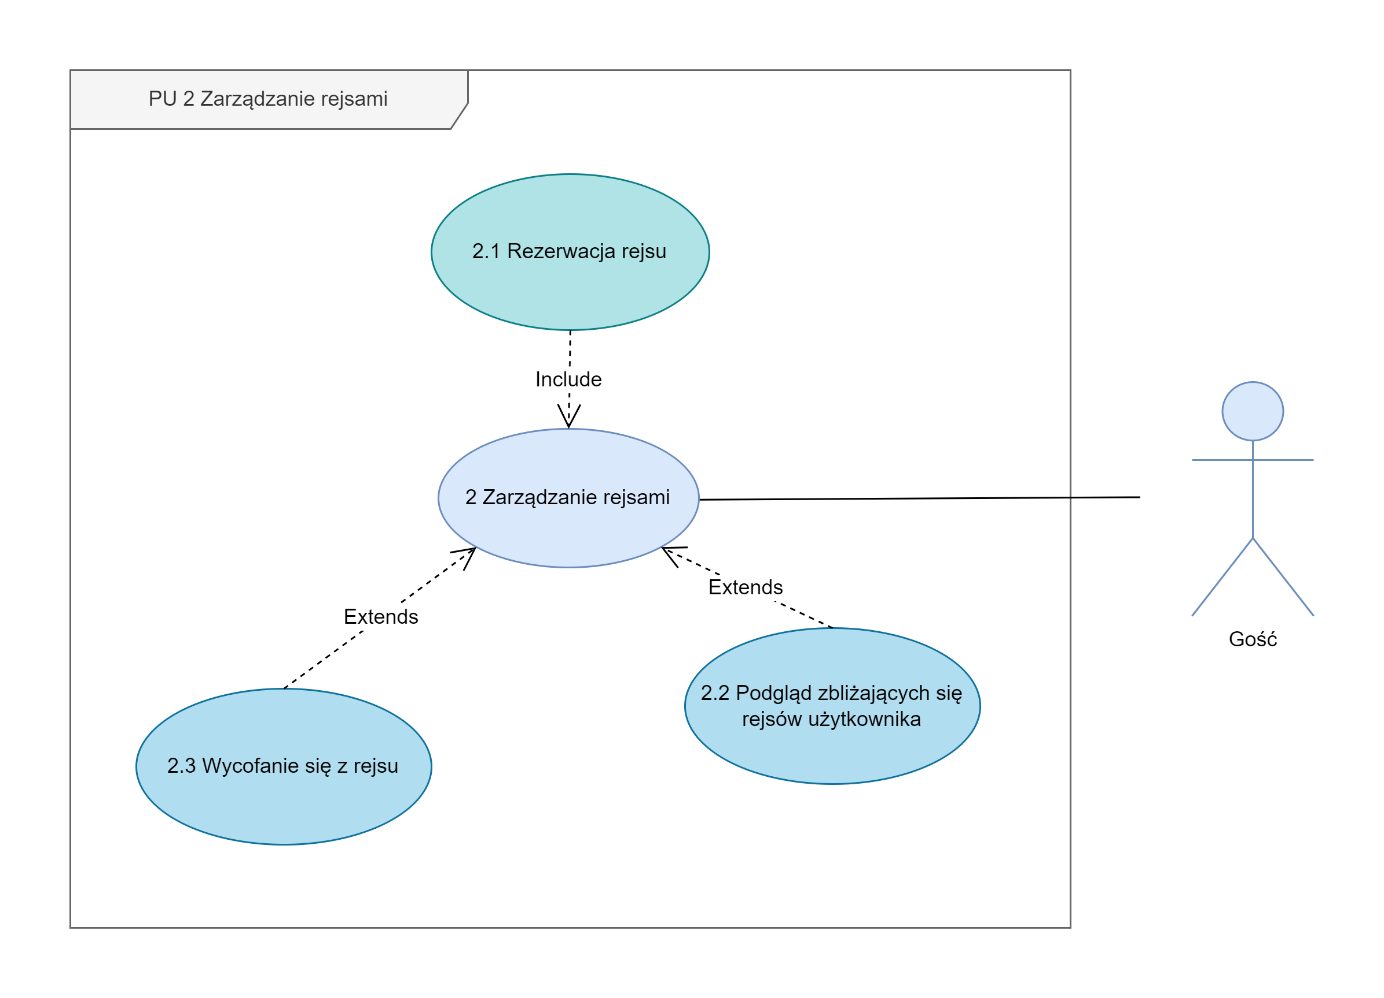 PU 2 Zarządzanie rejsami
2.1 Rezerwacja rejsu
Include
2 Zarządzanie rejsami
Extends
Extends
Gość
2.2 Podgląd zbliżających się
rejsów użytkownika
2.3 Wycofanie się z rejsu